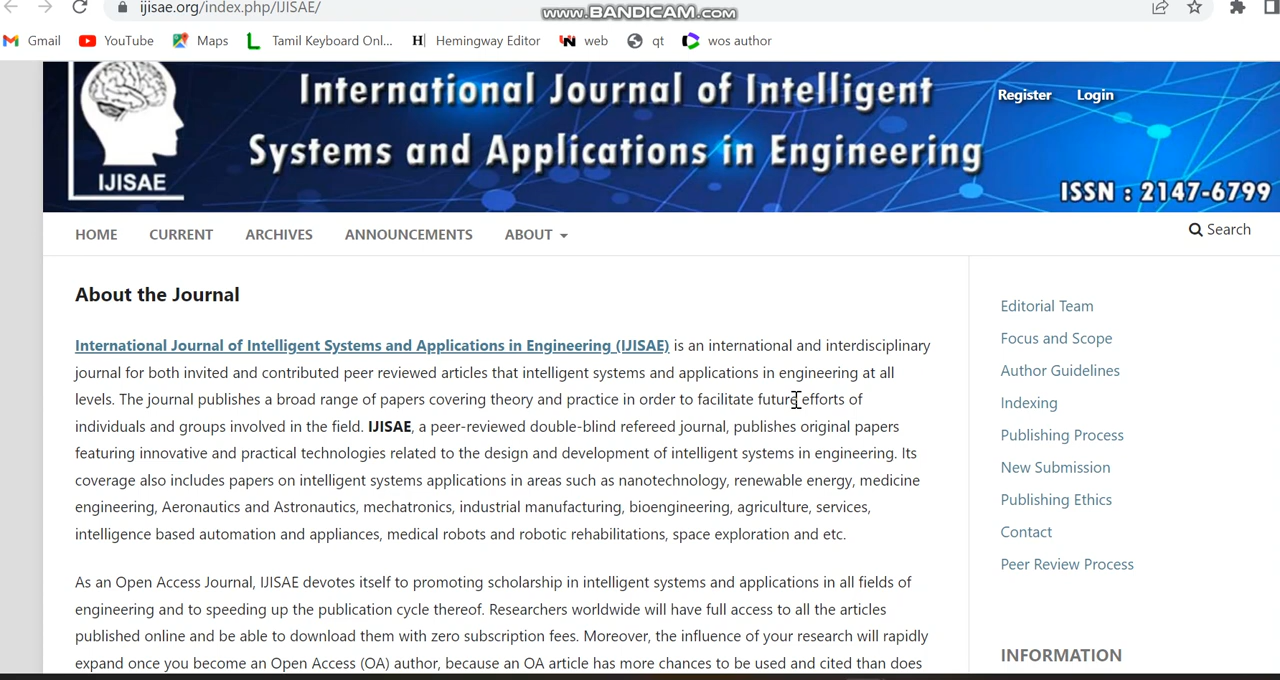 ijisae.org/index.php/IJISAE/
www.BANDICAM.com
Gmail YouTube Maps Tamil Keyboard Onl... Hemingway Editor web qt wos author
International Journal of Intelligent
Systems and Applications in Engineering
IJISAE
Register Login
ISSN : 2147-6799
HOME CURRENT ARCHIVES ANNOUNCEMENTS ABOUT
Search
About the Journal
International Journal of Intelligent Systems and Applications in Engineering (IJISAE) is an international and interdisciplinary
journal for both invited and contributed peer reviewed articles that intelligent systems and applications in engineering at all
levels. The journal publishes a broad range of papers covering theory and practice in order to facilitate future efforts of
individuals and groups involved in the field. IJISAE, a peer-reviewed double-blind refereed journal, publishes original papers
featuring innovative and practical technologies related to the design and development of intelligent systems in engineering. Its
coverage also includes papers on intelligent systems applications in areas such as nanotechnology, renewable energy, medicine
engineering, Aeronautics and Astronautics, mechatronics, industrial manufacturing, bioengineering, agriculture, services,
intelligence based automation and appliances, medical robots and robotic rehabilitations, space exploration and etc.
As an Open Access Journal, IJISAE devotes itself to promoting scholarship in intelligent systems and applications in all fields of
engineering and to speeding up the publication cycle thereof. Researchers worldwide will have full access to all the articles
published online and be able to download them with zero subscription fees. Moreover, the influence of your research will rapidly
expand once you become an Open Access (OA) author, because an OA article has more chances to be used and cited than does
Editorial Team
Focus and Scope
Author Guidelines
Indexing
Publishing Process
New Submission
Publishing Ethics
Contact
Peer Review Process
INFORMATION